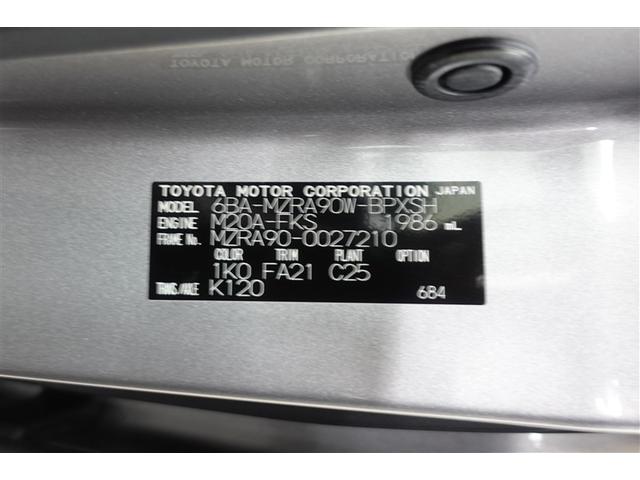 TOYOTA MOTOR CORPORATION JAPAN
MODEL 6BA-MZRA90W-BPXSH
ENGINE M20A-FKS 1986 mL
FRAME No. MZRA90-0027210
COLOR TRIM PLANT OPTION
1K0 FA21 C25
TRANS./AXLE K120 684